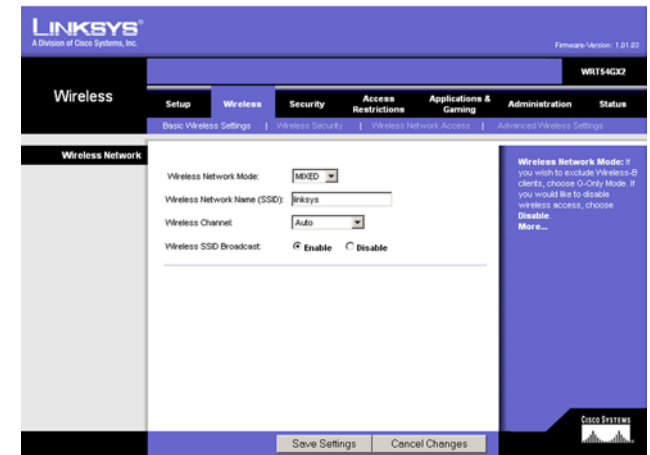 LINKSYS®
A Division of Cisco Systems, Inc.
Firmware-Version: 1.01.03
WRT54GX2
Wireless
Setup Wireless Security Access Restrictions Applications & Gaming Administration Status
Basic Wireless Settings | Wireless Security | Wireless Network Access | Advanced Wireless Settings
Wireless Network
Wireless Network Mode: MIXED
Wireless Network Name (SSID): linksys
Wireless Channel: Auto
Wireless SSID Broadcast: Enable Disable
Wireless Network Mode: If
you wish to exclude Wireless-B
clients, choose G-Only Mode. If
you would like to disable
wireless access, choose
Disable.
More...
Save Settings Cancel Changes
CISCO SYSTEMS